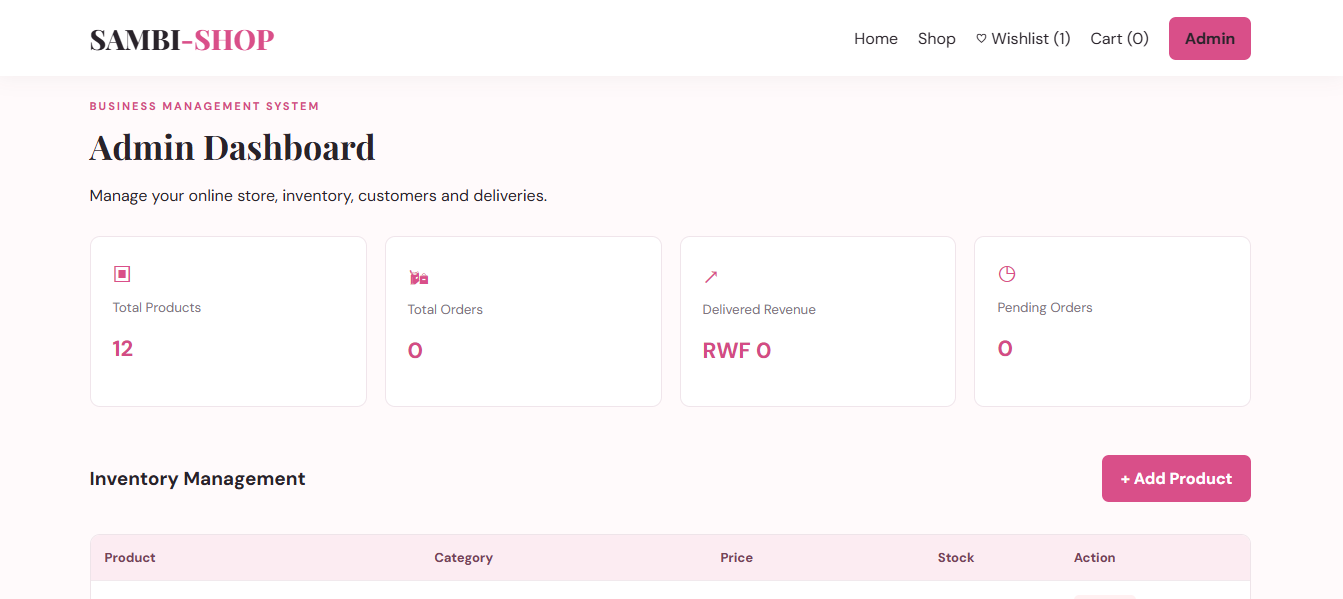 SAMBI-SHOP
Home Shop ♡ Wishlist (1) Cart (0) Admin
BUSINESS MANAGEMENT SYSTEM
Admin Dashboard
Manage your online store, inventory, customers and deliveries.
Total Products
12
Total Orders
0
Delivered Revenue
RWF 0
Pending Orders
0
Inventory Management
+ Add Product
Product Category Price Stock Action